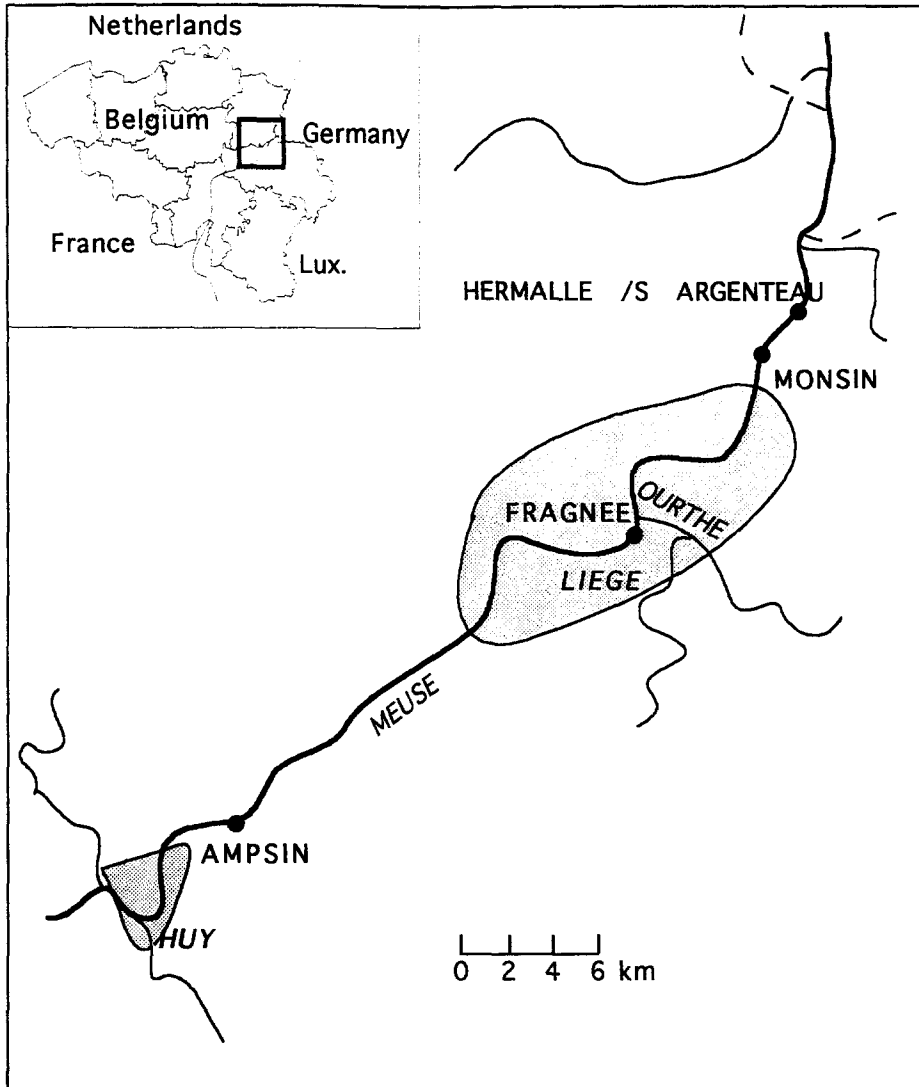 Netherlands
Belgium
Germany
France
Lux.
HERMALLE /S ARGENTEAU
MONSIN
FRAGNEE
OURTHE
LIEGE
MEUSE
AMPSIN
HUY
0 2 4 6 km